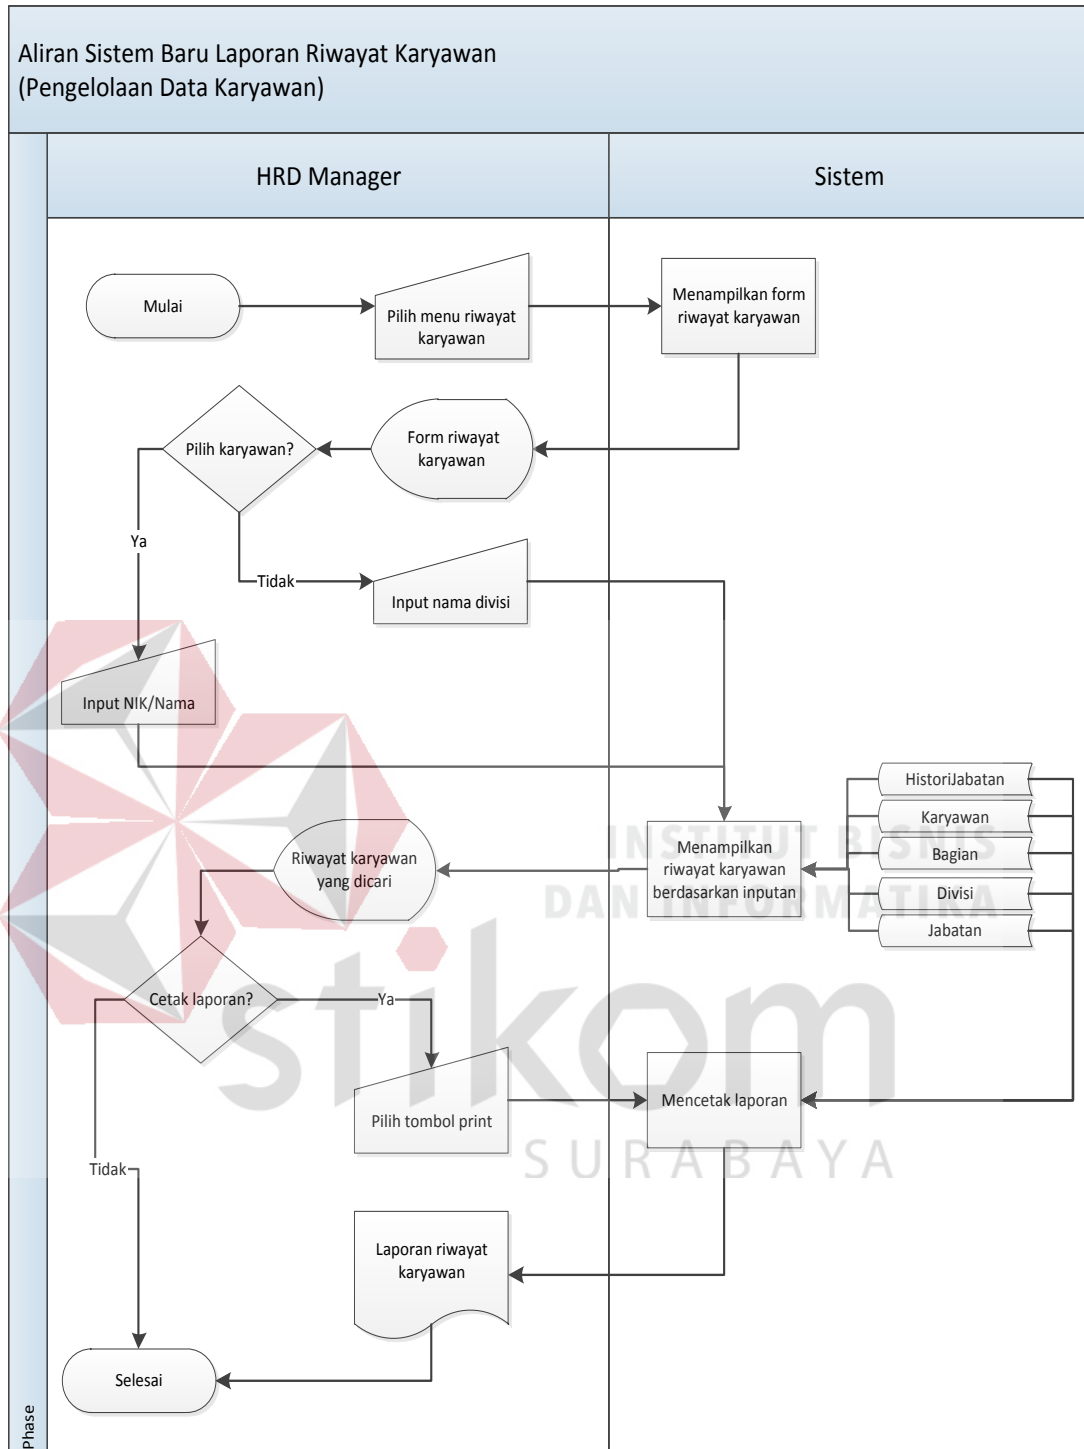 Aliran Sistem Baru Laporan Riwayat Karyawan
(Pengelolaan Data Karyawan)
HRD Manager
Sistem
Mulai
Pilih menu riwayat
karyawan
Menampilkan form
riwayat karyawan
Pilih karyawan?
Form riwayat
karyawan
Ya
Tidak
Input nama divisi
Input NIK/Nama
HistoriJabatan
Karyawan
Bagian
Divisi
Jabatan
Riwayat karyawan
yang dicari
Menampilkan
riwayat karyawan
berdasarkan inputan
INSTITUT BISNIS
DAN INFORMATIKA
Cetak laporan?
Ya
stikom
SURABAYA
Pilih tombol print
Mencetak laporan
Tidak
Laporan riwayat
karyawan
Selesai
Phase